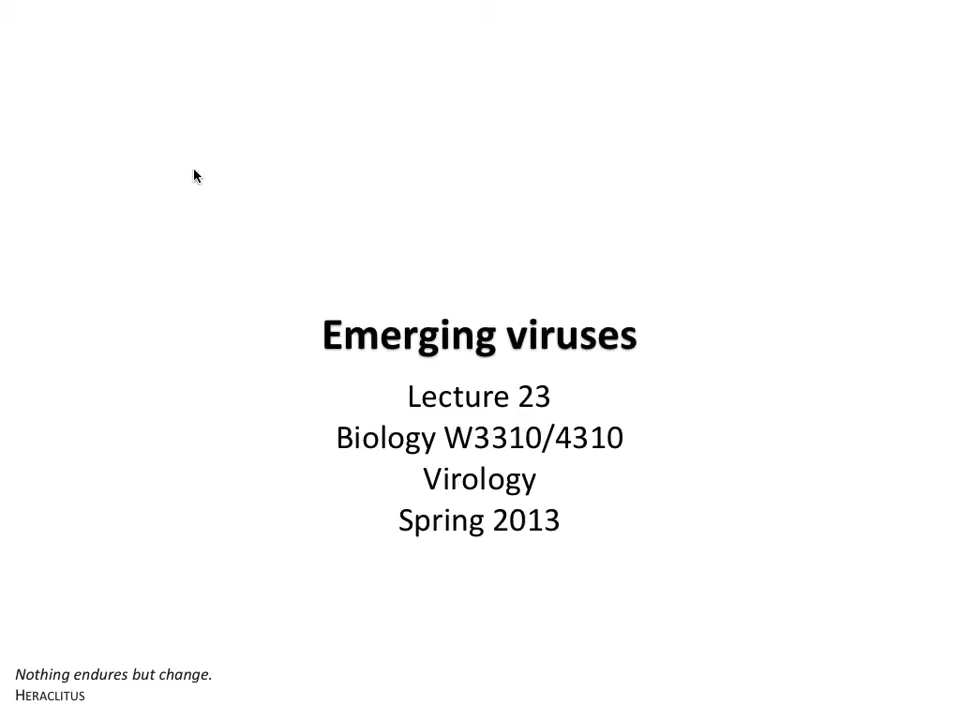 Emerging viruses
Lecture 23
Biology W3310/4310
Virology
Spring 2013
Nothing endures but change.
HERACLITUS